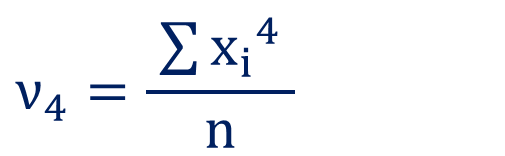 ν₄ = ∑ xᵢ⁴ / n